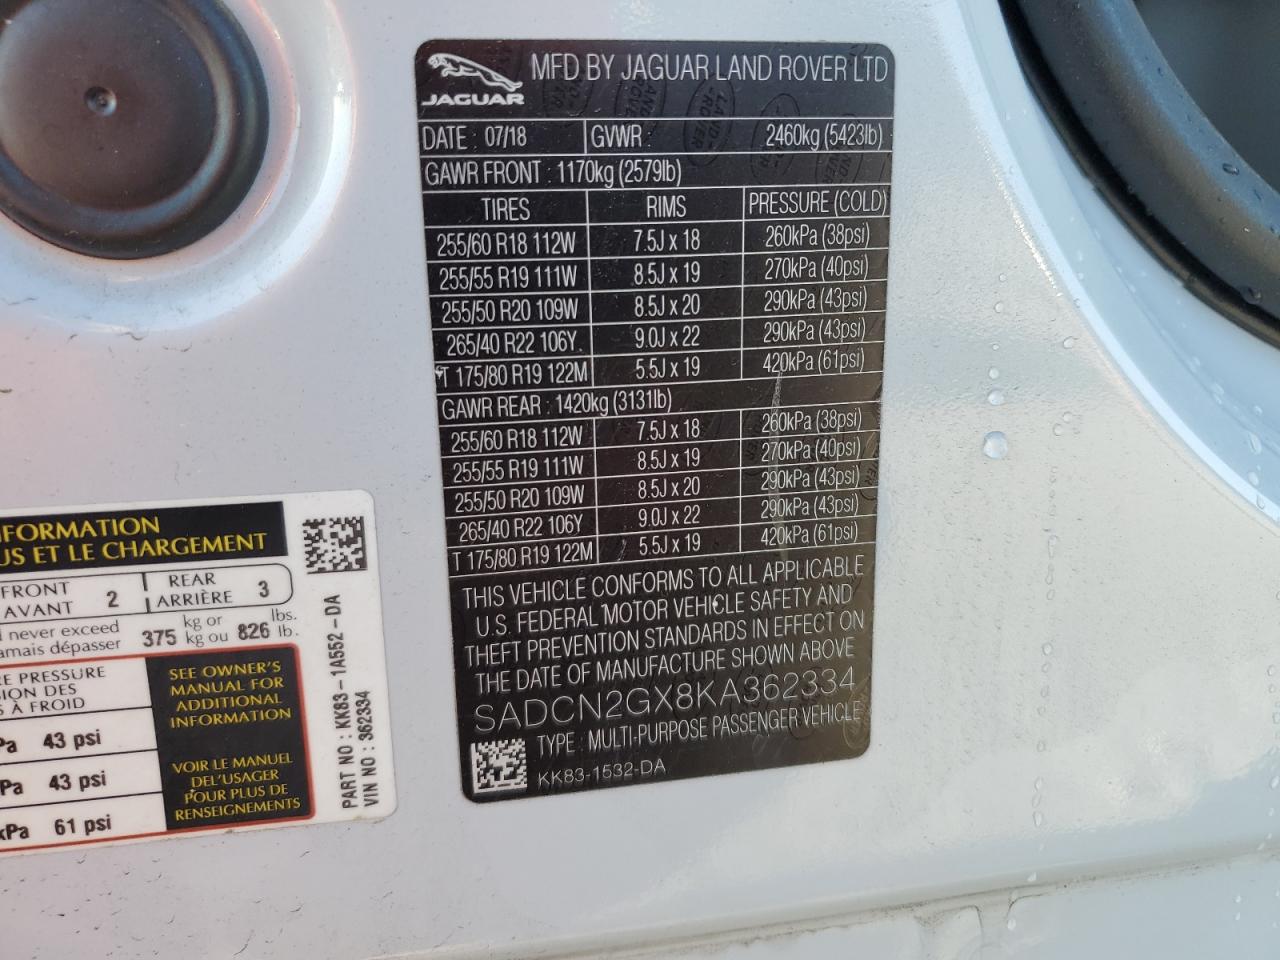 JAGUAR
MFD BY JAGUAR LAND ROVER LTD
DATE : 07/18 GVWR : 2460kg (5423lb)
GAWR FRONT : 1170kg (2579lb)
TIRES RIMS PRESSURE (COLD)
255/60 R18 112W 7.5J x 18 260kPa (38psi)
255/55 R19 111W 8.5J x 19 270kPa (40psi)
255/50 R20 109W 8.5J x 20 290kPa (43psi)
265/40 R22 106Y 9.0J x 22 290kPa (43psi)
T 175/80 R19 122M 5.5J x 19 420kPa (61psi)
GAWR REAR : 1420kg (3131lb)
255/60 R18 112W 7.5J x 18 260kPa (38psi)
255/55 R19 111W 8.5J x 19 270kPa (40psi)
255/50 R20 109W 8.5J x 20 290kPa (43psi)
265/40 R22 106Y 9.0J x 22 290kPa (43psi)
T 175/80 R19 122M 5.5J x 19 420kPa (61psi)
THIS VEHICLE CONFORMS TO ALL APPLICABLE
U.S. FEDERAL MOTOR VEHICLE SAFETY AND
THEFT PREVENTION STANDARDS IN EFFECT ON
THE DATE OF MANUFACTURE SHOWN ABOVE
SADCN2GX8KA362334
TYPE : MULTI-PURPOSE PASSENGER VEHICLE
KK83-1532-DA
NFORMATION
US ET LE CHARGEMENT
FRONT REAR
AVANT 2 ARRIÈRE 3
never exceed 375 kg or 826 lbs.
jamais dépasser kg ou lb.
PRESSURE
SION DES
À FROID
Pa 43 psi
Pa 43 psi
kPa 61 psi
SEE OWNER'S
MANUAL FOR
ADDITIONAL
INFORMATION
VOIR LE MANUEL
DEL'USAGER
POUR PLUS DE
RENSEIGNEMENTS
PART NO : KK83-1A552-DA
VIN NO : 362334